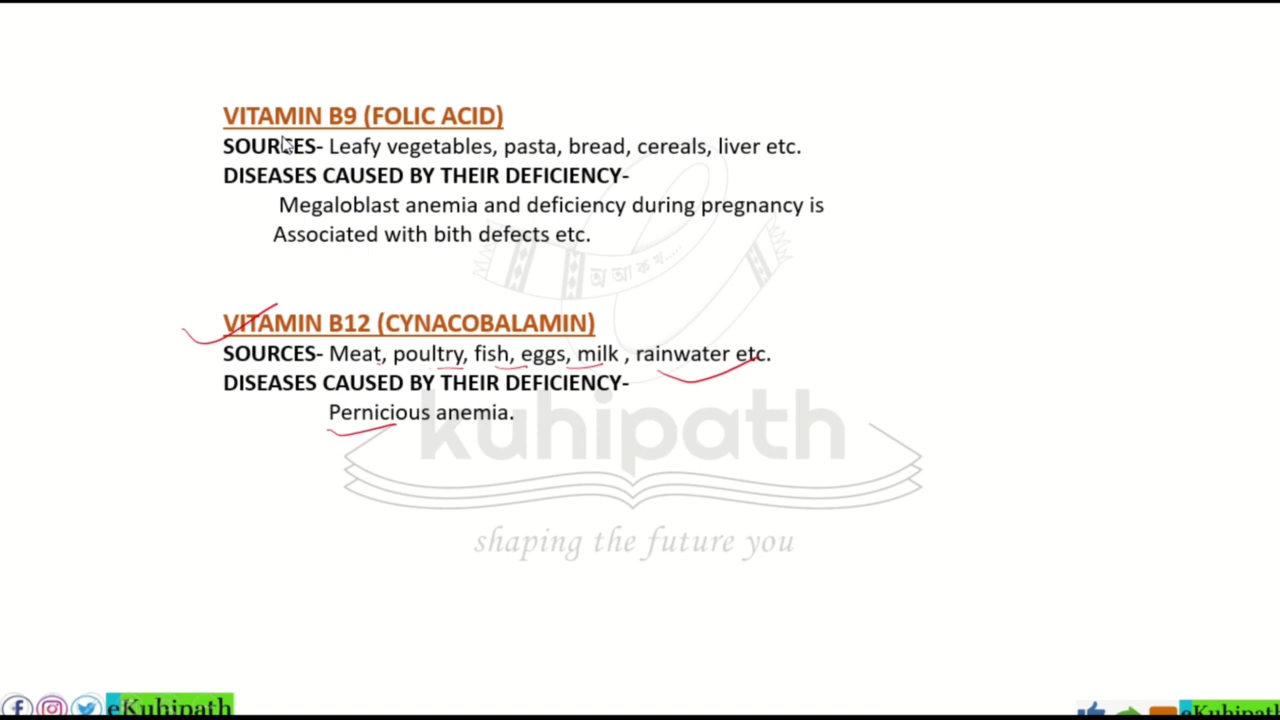 VITAMIN B9 (FOLIC ACID)
SOURCES- Leafy vegetables, pasta, bread, cereals, liver etc.
DISEASES CAUSED BY THEIR DEFICIENCY-
Megaloblast anemia and deficiency during pregnancy is
Associated with bith defects etc.
অ আ ক খ.....
VITAMIN B12 (CYNACOBALAMIN)
SOURCES- Meat, poultry, fish, eggs, milk , rainwater etc.
DISEASES CAUSED BY THEIR DEFICIENCY-
Pernicious anemia.
kuhipath
shaping the future you
eKuhipath
eKuhipath